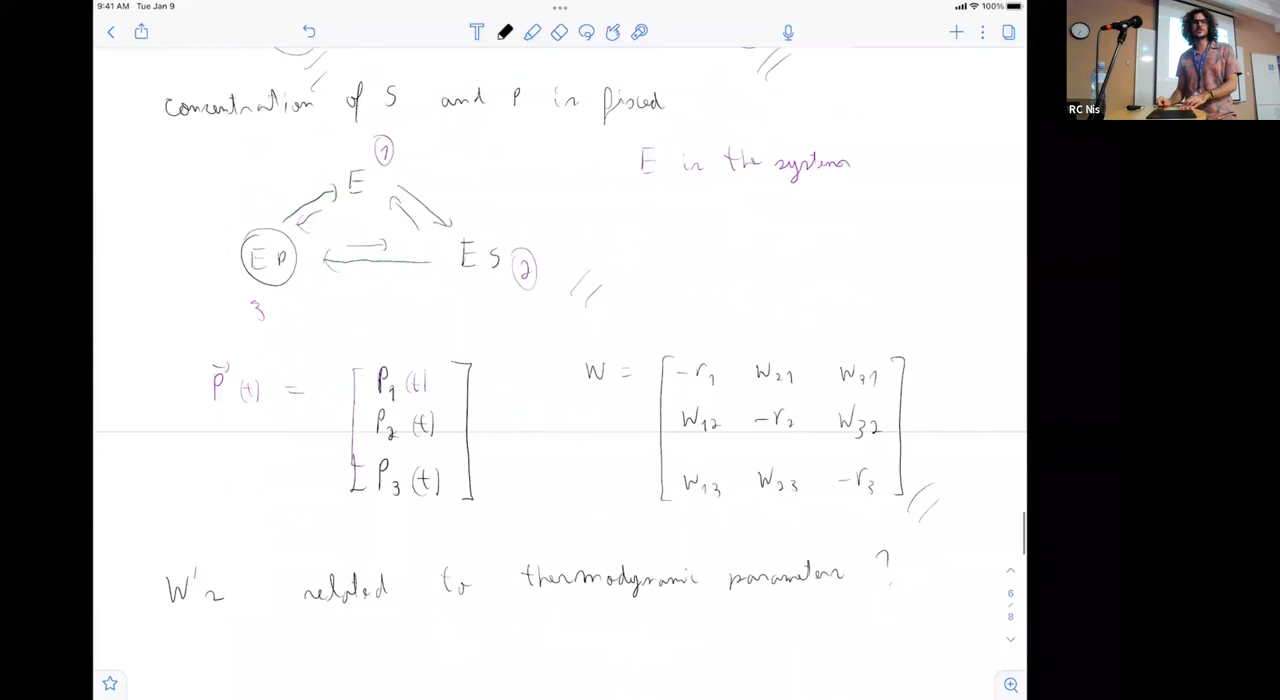 9:41 AM Tue Jan 9
100%
concentration of S and P is fixed
E is the system
1
E
EP
ES 2
3
P(t) = [ P1(t)
P2(t)
P3(t) ]
W = [ -r1 W21 W31
W12 -r2 W32
W13 W23 -r3 ]
W's related to thermodynamic parameter ?
6
/
8
RC Nis